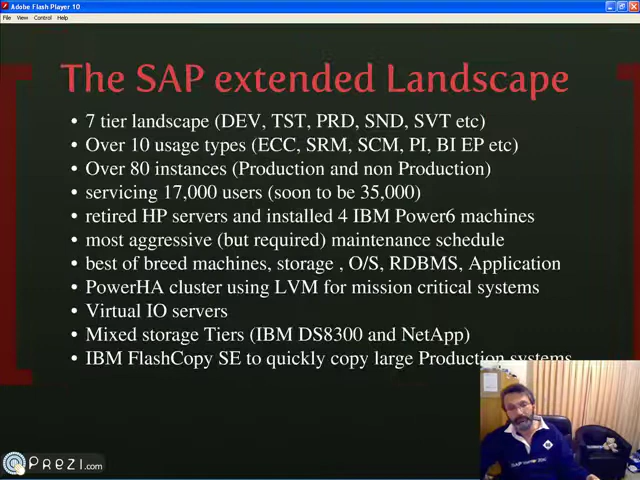 Adobe Flash Player 10
File View Control Help
The SAP extended Landscape
• 7 tier landscape (DEV, TST, PRD, SND, SVT etc)
• Over 10 usage types (ECC, SRM, SCM, PI, BI EP etc)
• Over 80 instances (Production and non Production)
• servicing 17,000 users (soon to be 35,000)
• retired HP servers and installed 4 IBM Power6 machines
• most aggressive (but required) maintenance schedule
• best of breed machines, storage , O/S, RDBMS, Application
• PowerHA cluster using LVM for mission critical systems
• Virtual IO servers
• Mixed storage Tiers (IBM DS8300 and NetApp)
• IBM FlashCopy SE to quickly copy large Production systems
Prezi.com